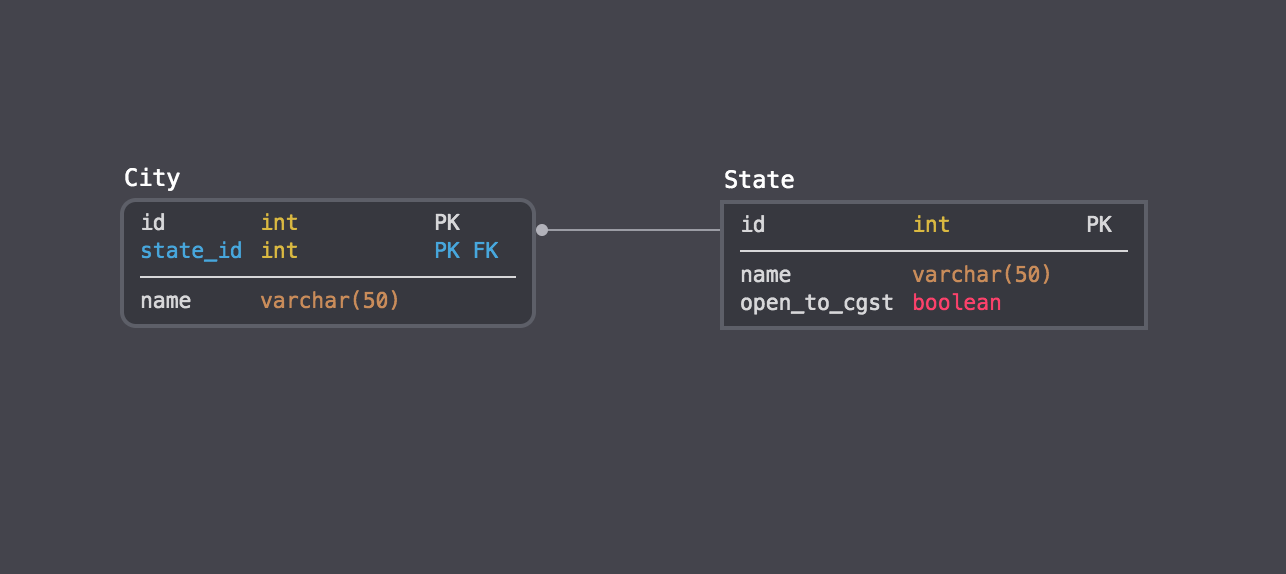 City
id int PK
state_id int PK FK
name varchar(50)
State
id int PK
name varchar(50)
open_to_cgst boolean